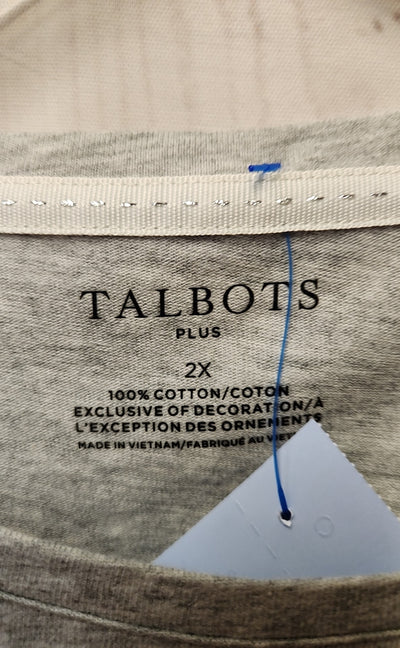 TALBOTS
PLUS
2X
100% COTTON/COTON
EXCLUSIVE OF DECORATION/À
L'EXCEPTION DES ORNEMENTS
MADE IN VIETNAM/FABRIQUÉ AU